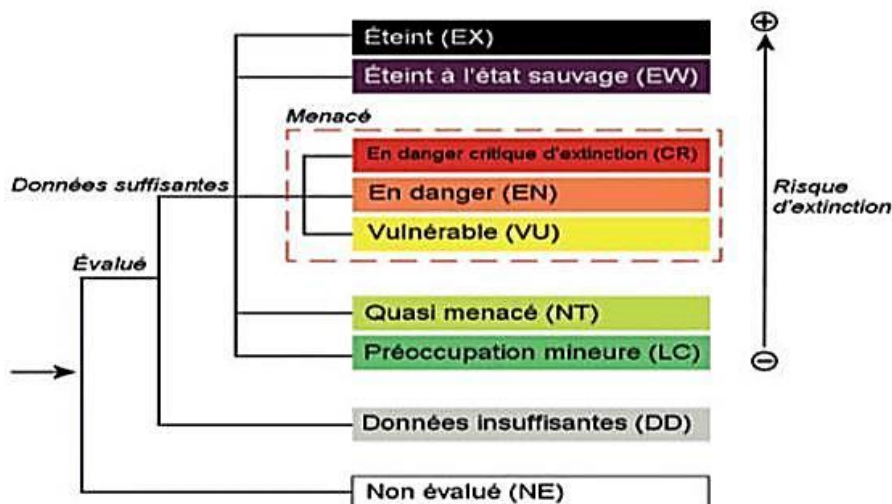 Éteint (EX)
Éteint à l'état sauvage (EW)
Menacé
En danger critique d'extinction (CR)
En danger (EN)
Vulnérable (VU)
Données suffisantes
Risque
d'extinction
Évalué
Quasi menacé (NT)
Préoccupation mineure (LC)
Données insuffisantes (DD)
Non évalué (NE)